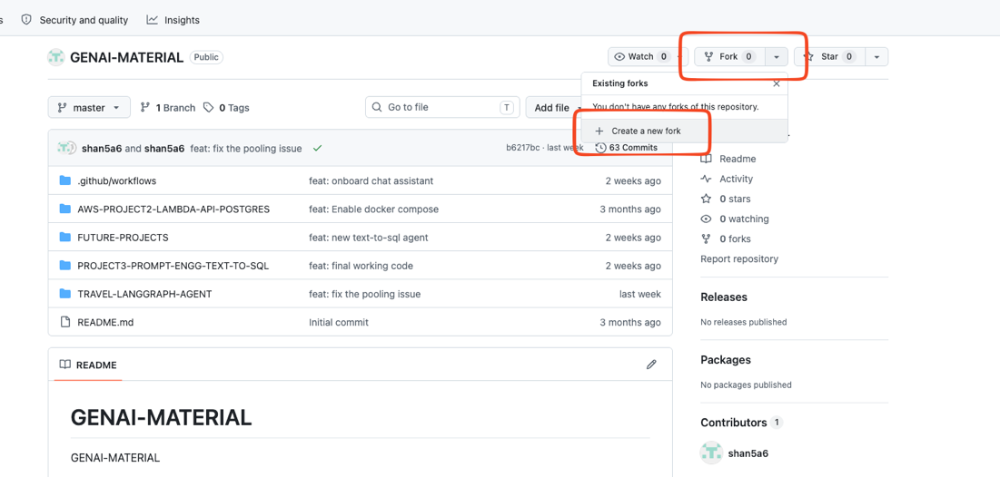 s Security and quality Insights
GENAI-MATERIAL Public Watch 0 Fork 0 Star 0
Existing forks
You don't have any forks of this repository.
Create a new fork
master 1 Branch 0 Tags Go to file T Add file
shan5a6 and shan5a6 feat: fix the pooling issue b6217bc · last week 63 Commits
.github/workflows feat: onboard chat assistant 2 weeks ago
AWS-PROJECT2-LAMBDA-API-POSTGRES feat: Enable docker compose 3 months ago
FUTURE-PROJECTS feat: new text-to-sql agent 2 weeks ago
PROJECT3-PROMPT-ENGG-TEXT-TO-SQL feat: final working code 2 weeks ago
TRAVEL-LANGGRAPH-AGENT feat: fix the pooling issue last week
README.md Initial commit 3 months ago
README
GENAI-MATERIAL
GENAI-MATERIAL
Readme
Activity
0 stars
0 watching
0 forks
Report repository
Releases
No releases published
Packages
No packages published
Contributors 1
shan5a6